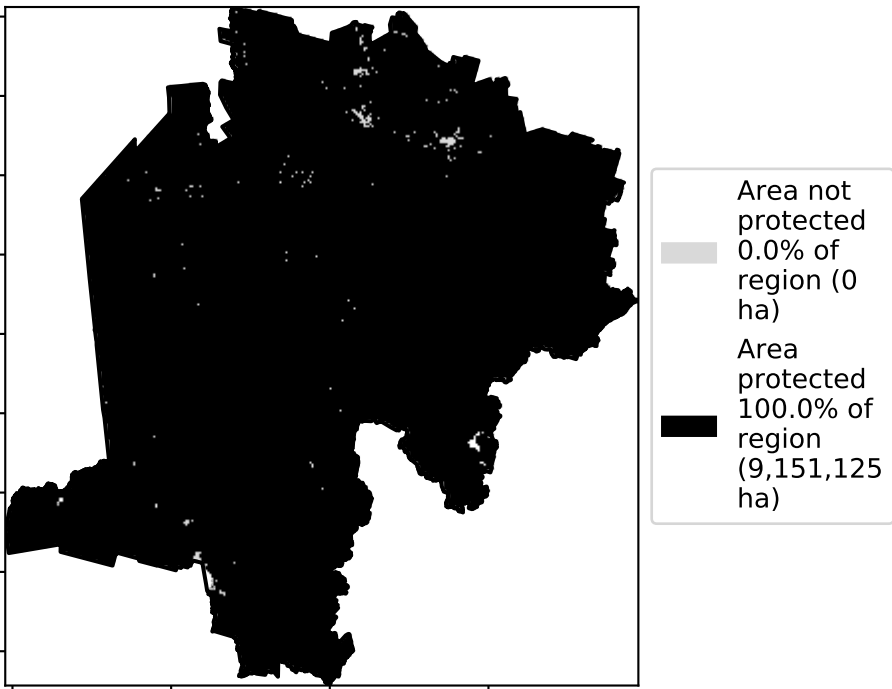 Area not
protected
0.0% of
region (0
ha)
Area
protected
100.0% of
region
(9,151,125
ha)